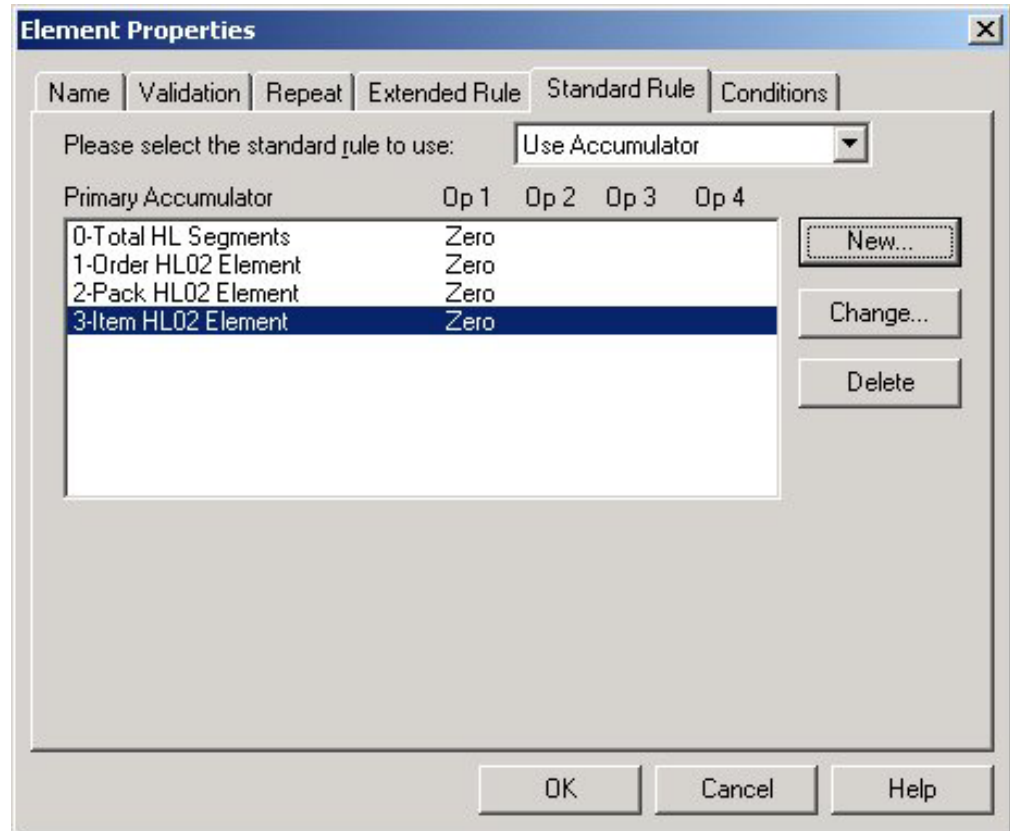 Element Properties
Name Validation Repeat Extended Rule Standard Rule Conditions
Please select the standard rule to use: Use Accumulator
Primary Accumulator Op 1 Op 2 Op 3 Op 4
0-Total HL Segments Zero
1-Order HL02 Element Zero
2-Pack HL02 Element Zero
3-Item HL02 Element Zero
New...
Change...
Delete
OK Cancel Help